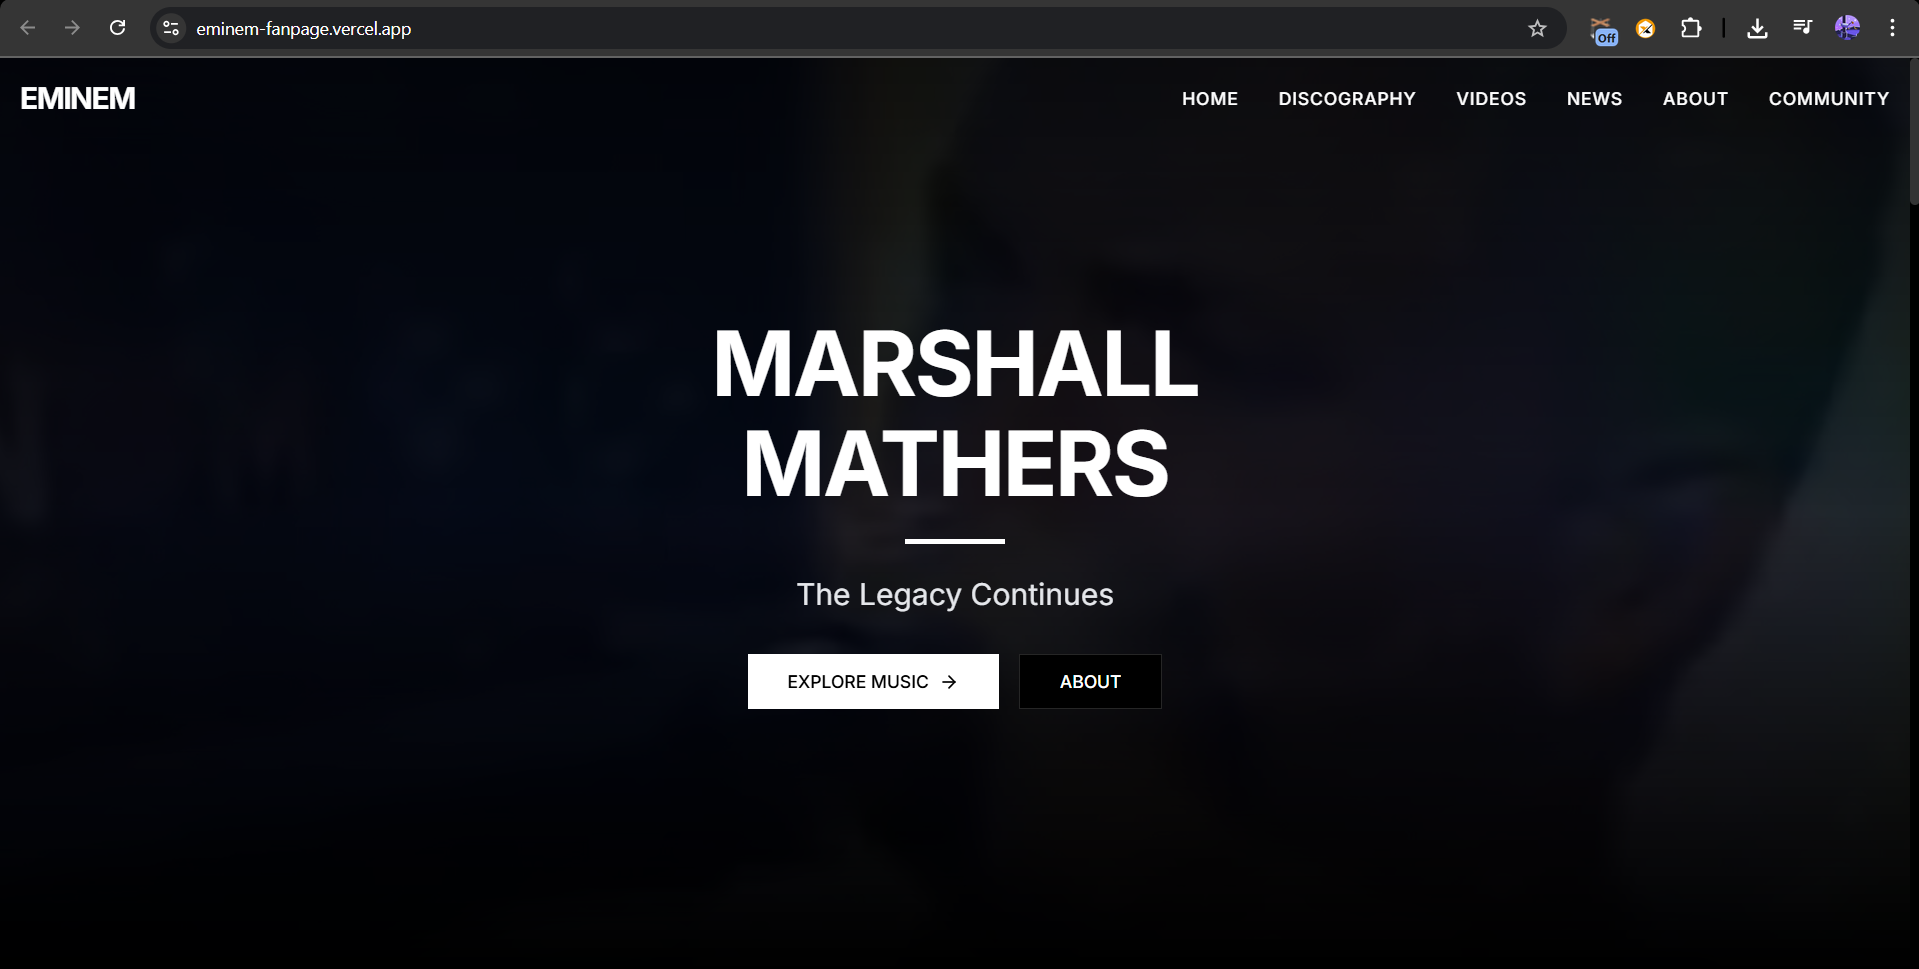 eminem-fanpage.vercel.app
Off
EMINEM
HOME DISCOGRAPHY VIDEOS NEWS ABOUT COMMUNITY
MARSHALL
MATHERS
The Legacy Continues
EXPLORE MUSIC → ABOUT